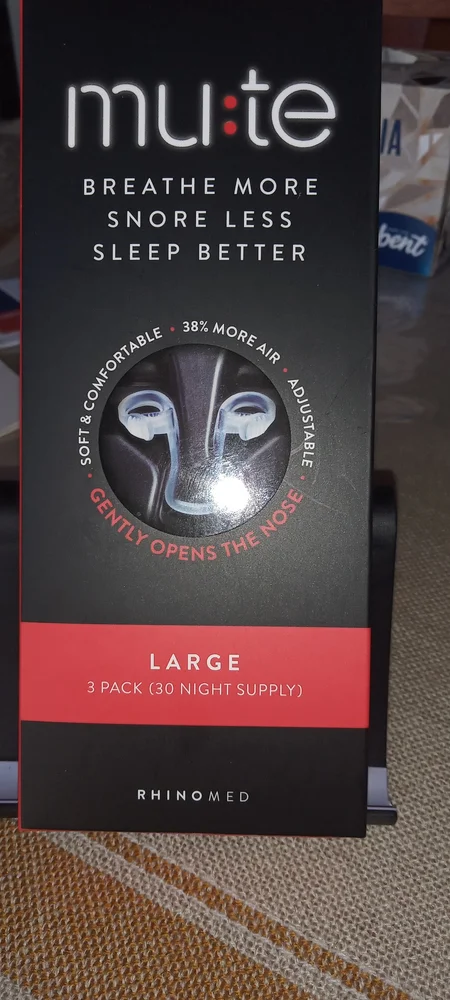 mu:te
BREATHE MORE
SNORE LESS
SLEEP BETTER
SOFT & COMFORTABLE • 38% MORE AIR • ADJUSTABLE •
GENTLY OPENS THE NOSE •
LARGE
3 PACK (30 NIGHT SUPPLY)
RHINOMED